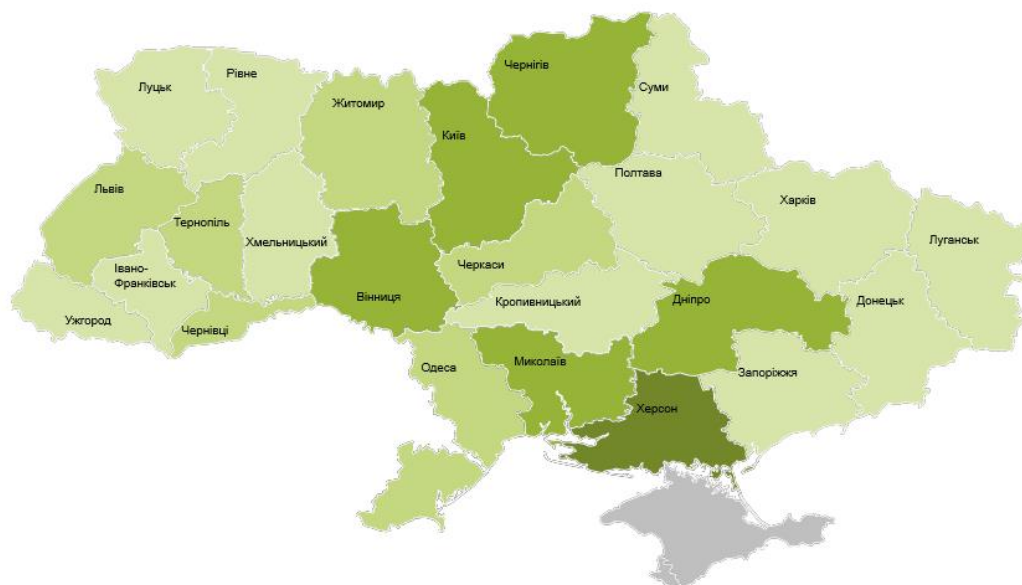 Чернігів
Луцьк
Рівне
Суми
Житомир
Київ
Полтава
Львів
Харків
Тернопіль
Хмельницький
Луганськ
Черкаси
Івано-
Франківськ
Вінниця
Кропивницький
Дніпро
Донецьк
Ужгород
Чернівці
Одеса
Миколаїв
Запоріжжя
Херсон